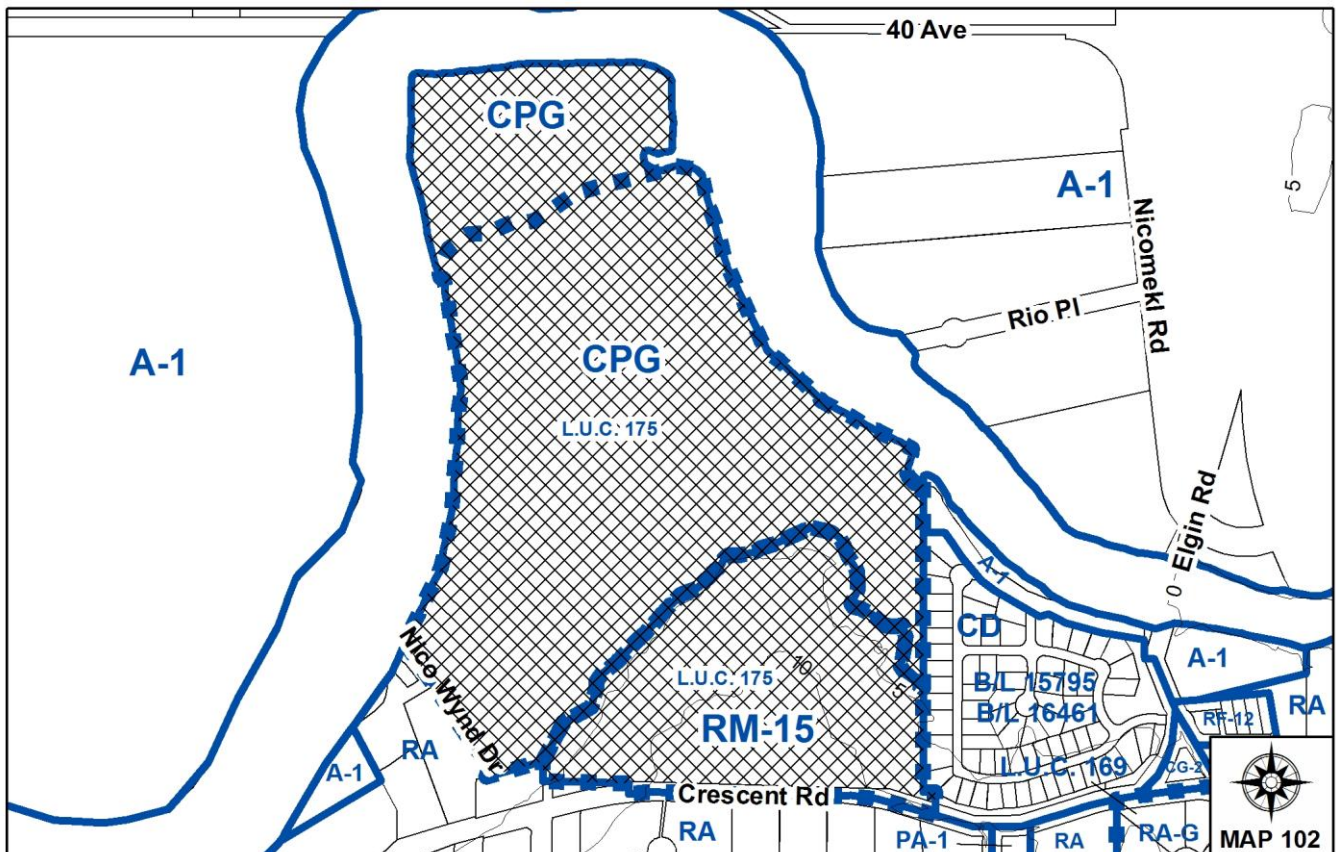 40 Ave
CPG
A-1
5
Nicomekl Rd
Rio Pl
A-1
CPG
L.U.C. 175
Elgin Rd
0
A-1
CD
Nico Wynd Dr
10
5
L.U.C. 175
A-1
B/L 15795
B/L 16461
RM-15
RA
RF-12
RA
A-1
L.U.C. 169
CG-2
Crescent Rd
RA
PA-1
RA
RA-G
MAP 102